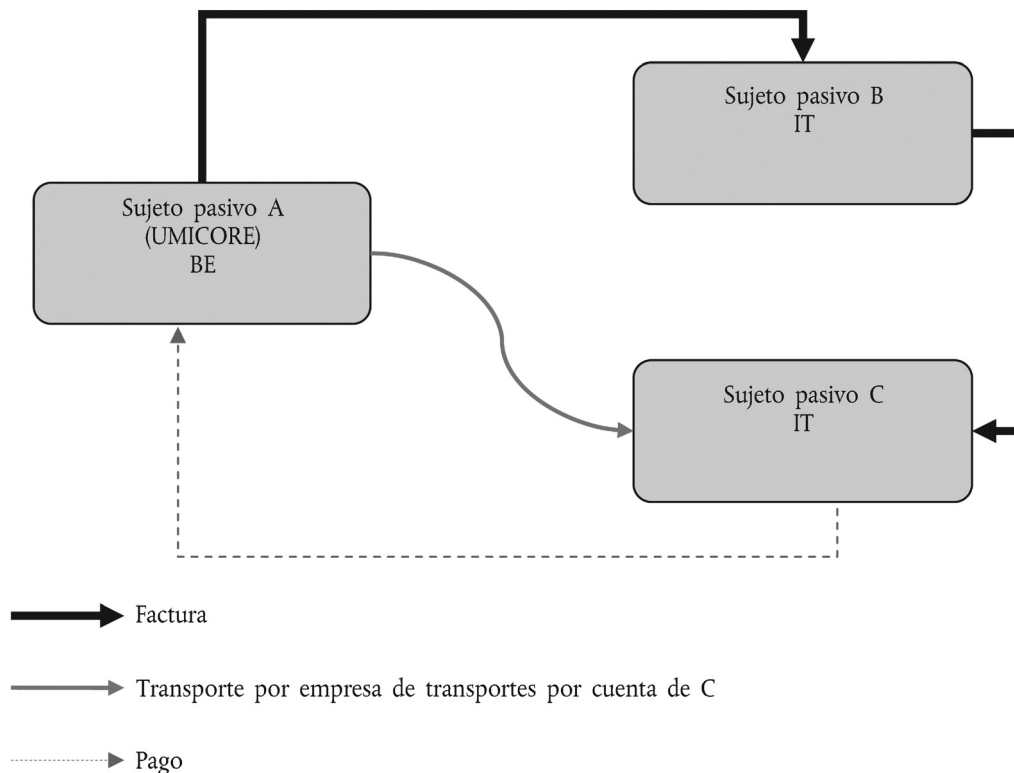 Sujeto pasivo B
IT
Sujeto pasivo A
(UMICORE)
BE
Sujeto pasivo C
IT
Factura
Transporte por empresa de transportes por cuenta de C
Pago